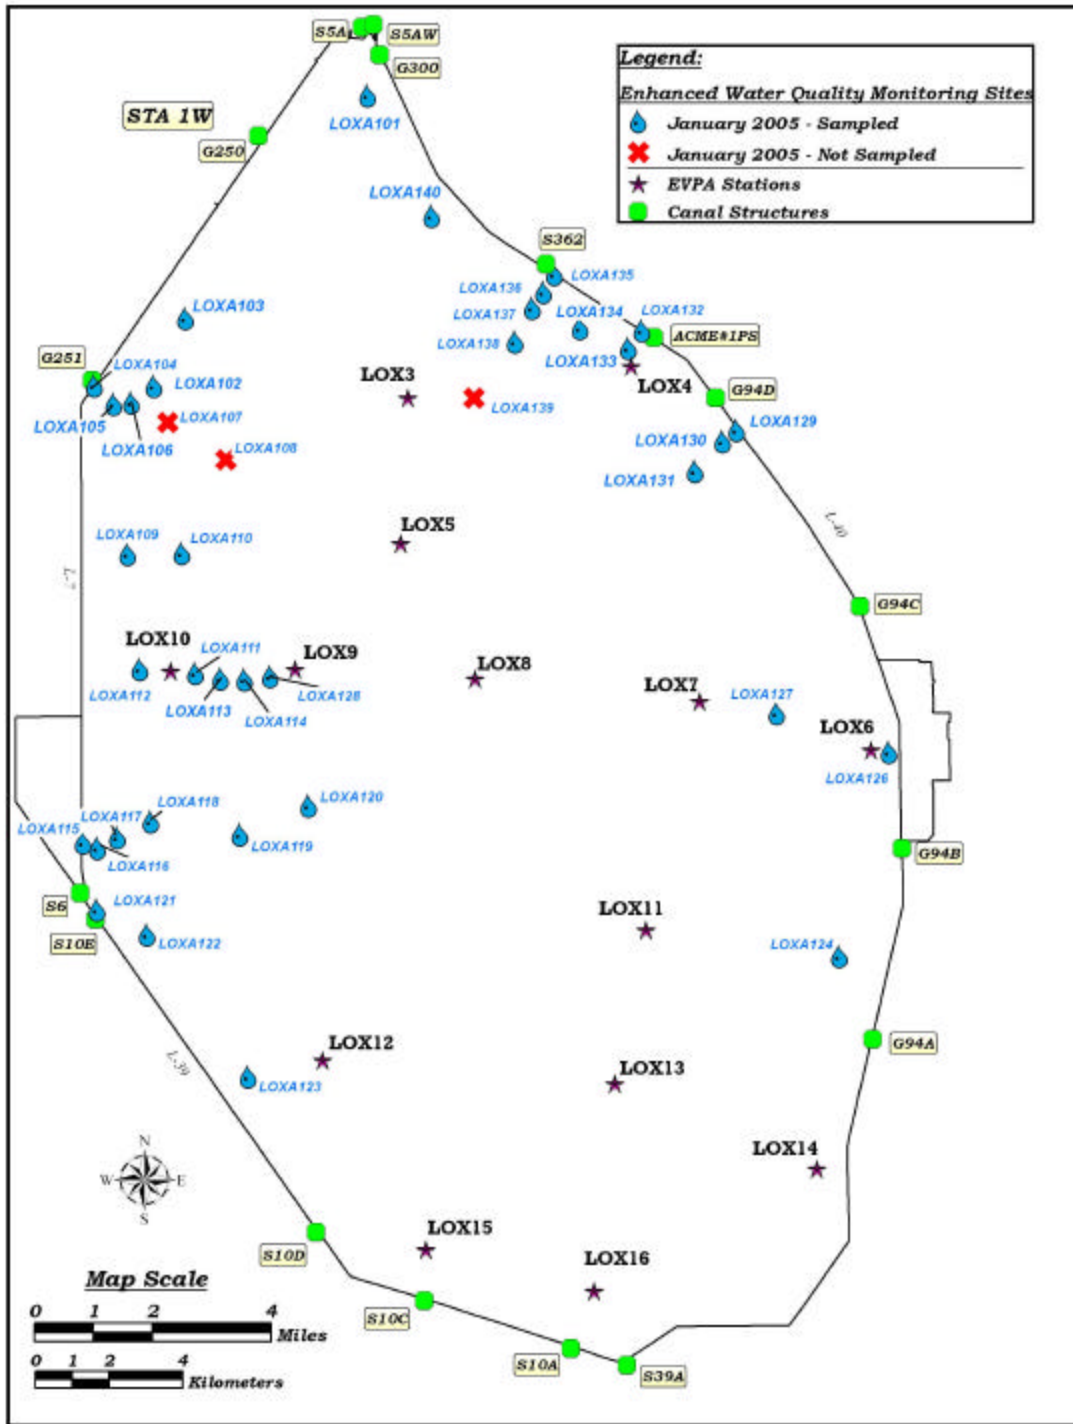 S5A
S5AW
G300
Legend:
Enhanced Water Quality Monitoring Sites
January 2005 - Sampled
January 2005 - Not Sampled
EVPA Stations
Canal Structures
STA 1W
LOXA101
G250
LOXA140
S362
LOXA135
LOXA136
LOXA103
LOXA137
LOXA134
LOXA132
LOXA138
ACME#1PS
LOXA133
G251
LOXA104
LOX3
LOX4
LOXA102
G94D
LOXA139
LOXA107
LOXA105
LOXA129
LOXA106
LOXA130
LOXA108
LOXA131
LOX5
L-40
LOXA109
LOXA110
L-7
G94C
LOX10
LOXA111
LOX9
LOX8
LOX7
LOXA112
LOXA127
LOXA128
LOXA113
LOXA114
LOX6
LOXA126
LOXA120
LOXA118
LOXA117
LOXA115
LOXA119
LOXA116
G94B
S6
LOXA121
LOX11
S10E
LOXA122
LOXA124
LOX12
G94A
L-39
LOX13
LOXA123
N
W
E
S
LOX14
LOX15
S10D
LOX16
Map Scale
0 1 2 4
Miles
S10C
S10A
0 1 2 4
Kilometers
S39A